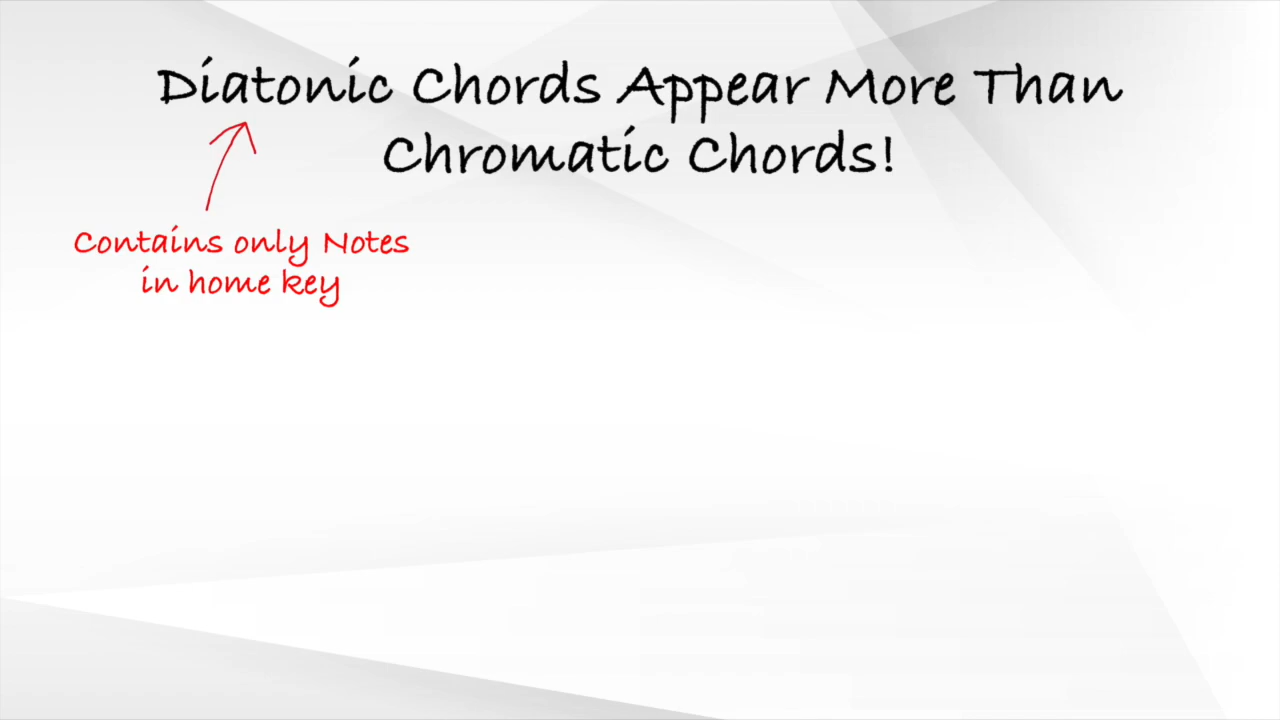 Diatonic Chords Appear More Than
Chromatic Chords!
Contains only Notes
in home key